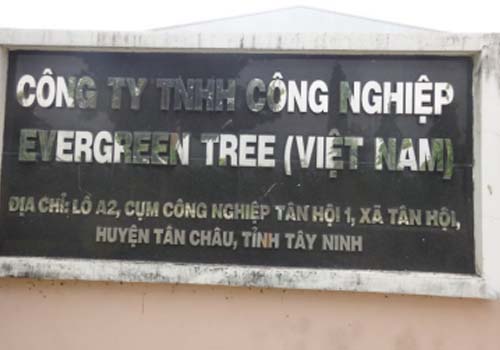 CÔNG TY TNHH CÔNG NGHIỆP
EVERGREEN TREE (VIỆT NAM)
ĐỊA CHỈ: LÔ A2, CỤM CÔNG NGHIỆP TÂN HỘI 1, XÃ TÂN HỘI,
HUYỆN TÂN CHÂU, TỈNH TÂY NINH